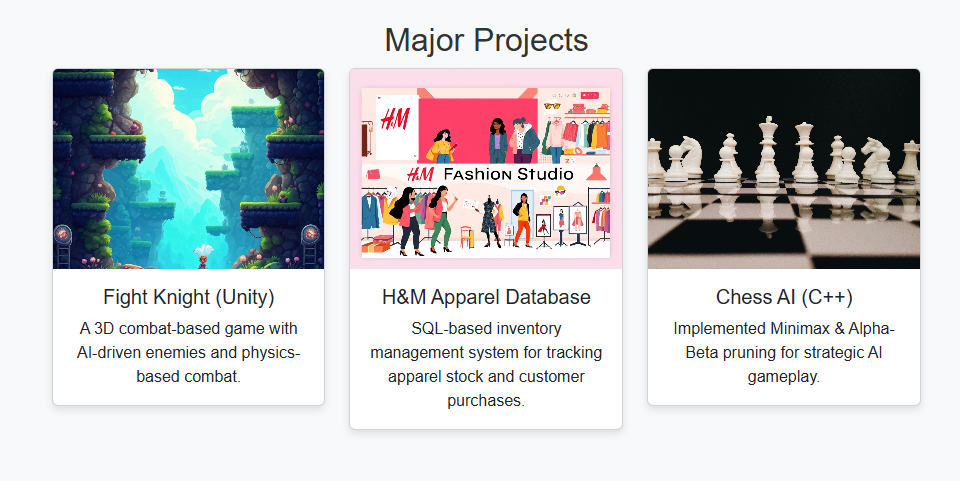 Major Projects
H&M
H&M Fashion Studio
Fight Knight (Unity)
A 3D combat-based game with
AI-driven enemies and physics-
based combat.
H&M Apparel Database
SQL-based inventory
management system for tracking
apparel stock and customer
purchases.
Chess AI (C++)
Implemented Minimax & Alpha-
Beta pruning for strategic AI
gameplay.